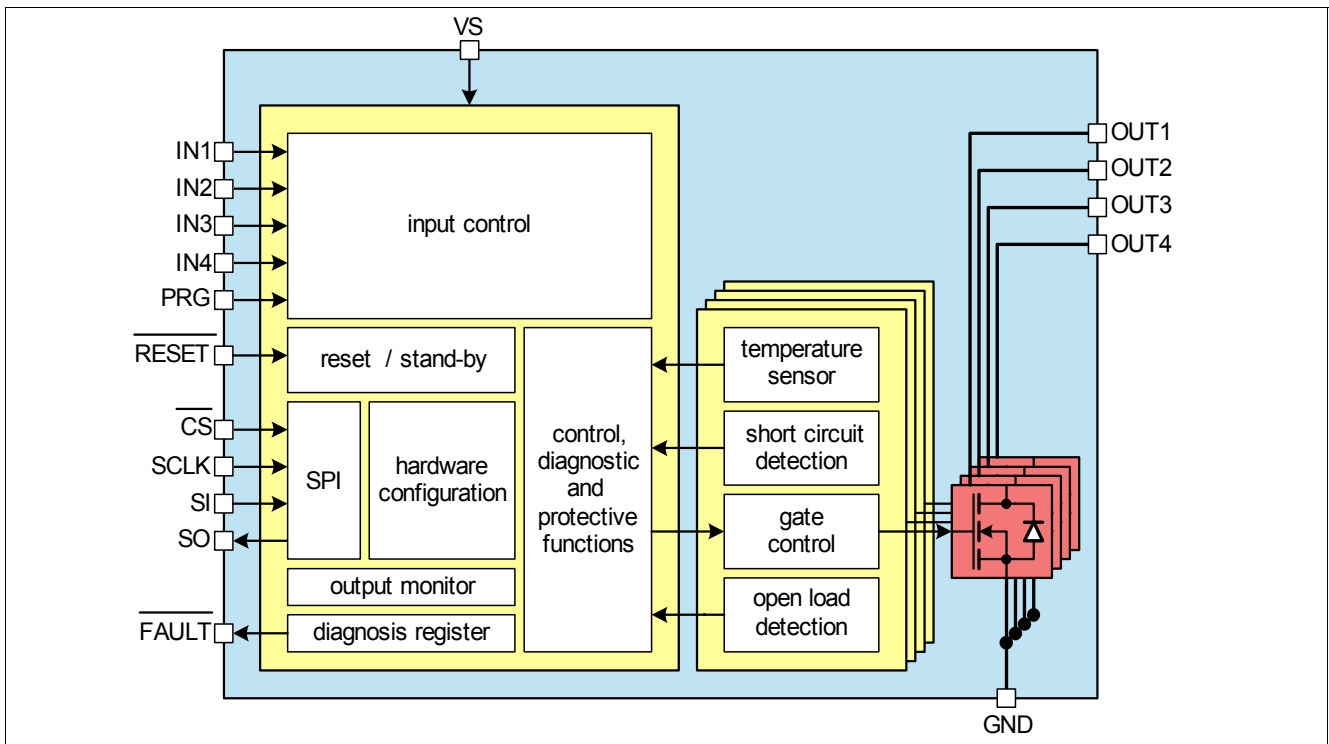 VS
IN1
IN2
IN3
IN4
PRG
RESET
CS
SCLK
SI
SO
FAULT
input control
reset / stand-by
SPI
hardware
configuration
output monitor
diagnosis register
control,
diagnostic
and
protective
functions
temperature
sensor
short circuit
detection
gate
control
open load
detection
OUT1
OUT2
OUT3
OUT4
GND